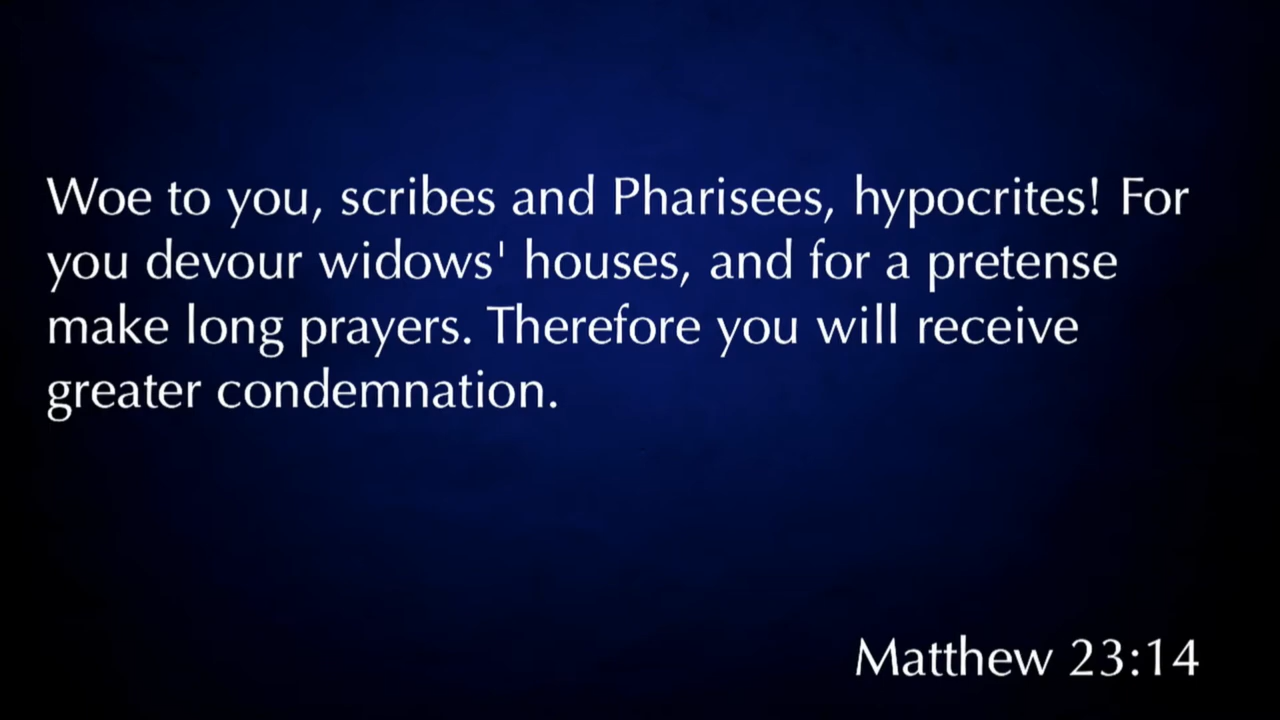 Woe to you, scribes and Pharisees, hypocrites! For
you devour widows' houses, and for a pretense
make long prayers. Therefore you will receive
greater condemnation.
Matthew 23:14